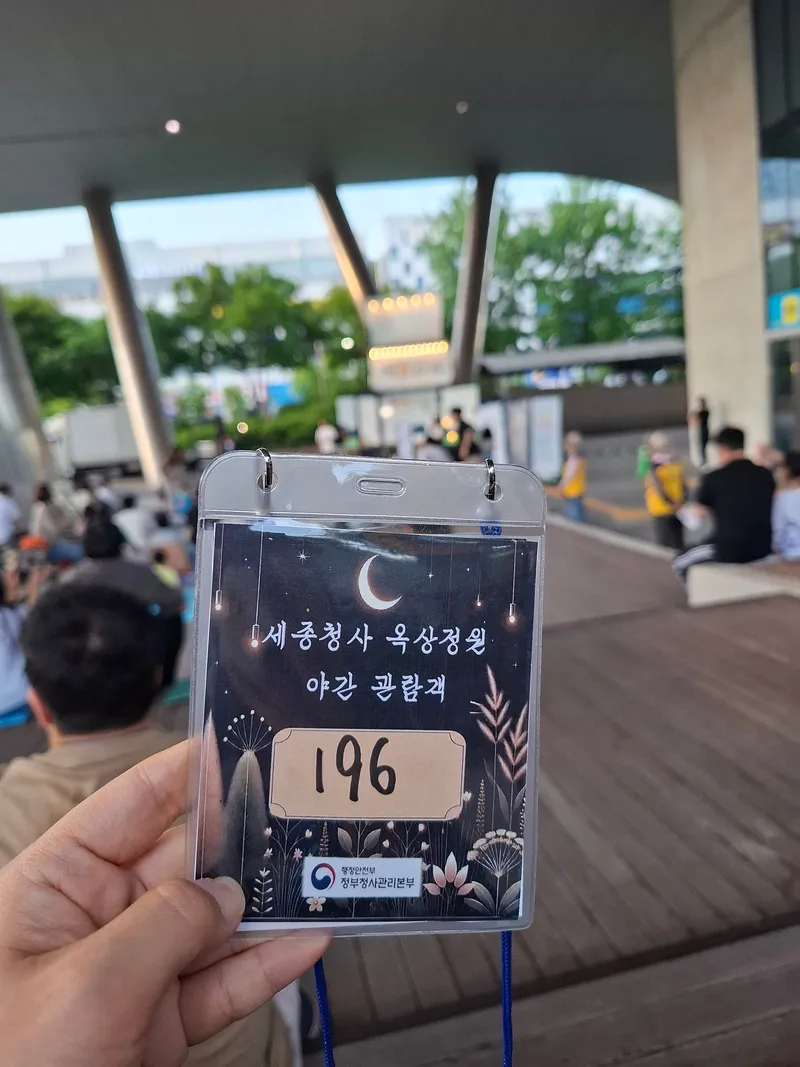 세종청사 옥상정원
야간 관람객
196
행정안전부
정부청사관리본부